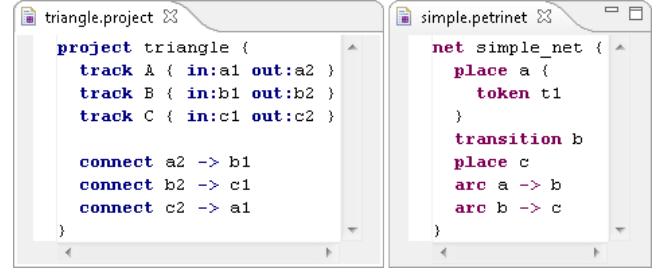 triangle.project
project triangle {
track A { in:a1 out:a2 }
track B { in:b1 out:b2 }
track C { in:c1 out:c2 }
connect a2 -> b1
connect b2 -> c1
connect c2 -> a1
}
simple.petrinet
net simple_net {
place a {
token t1
}
transition b
place c
arc a -> b
arc b -> c
}